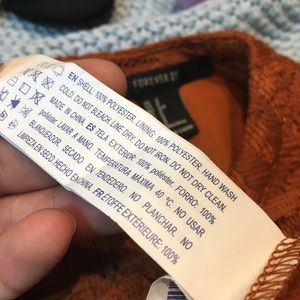 FOREVER 21
EN SHELL: 100% POLYESTER. LINING: 100% POLYESTER. HAND WASH
COLD. DO NOT BLEACH. LINE DRY. DO NOT IRON. DO NOT DRY CLEAN.
MADE IN CHINA. ES TELA EXTERIOR: 100% poliéster. FORRO: 100%
poliéster. LAVAR A MANO. TEMPERATURA MÁXIMA 40 °C. NO USAR
BLANQUEADOR. SECADO EN TENDEDERO. NO PLANCHAR. NO
LIMPIEZA EN SECO. HECHO EN CHINA. FR ÉTOFFE EXTÉRIEURE: 100%